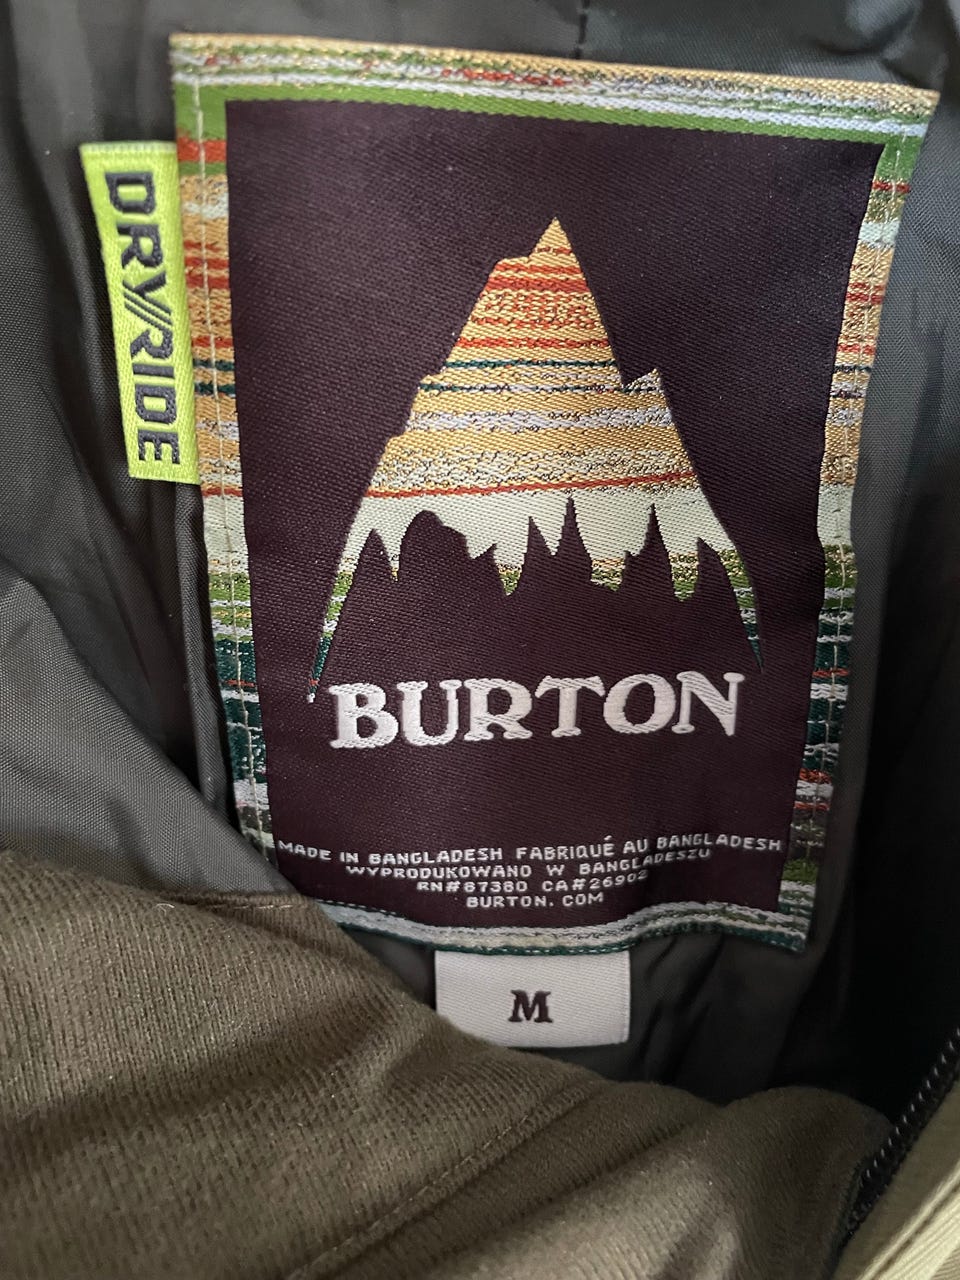 DRY//RIDE
BURTON
MADE IN BANGLADESH FABRIQUÉ AU BANGLADESH
WYPRODUKOWANO W BANGLADESZU
RN#87380 CA#26902
BURTON.COM
M